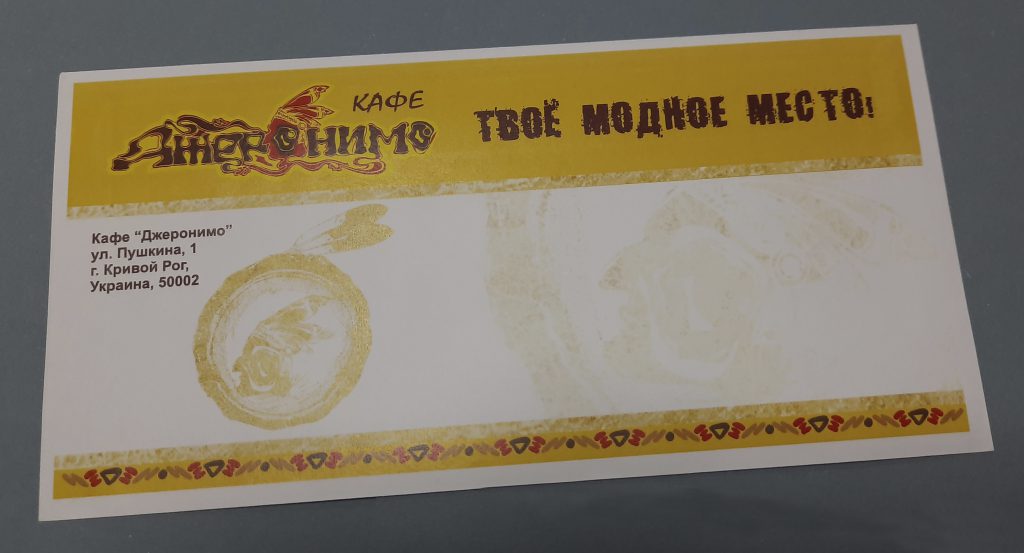 КАФЕ
ДжерОнимо
ТВОЁ МОДНОЕ МЕСТО!
Кафе “Джеронимо”
ул. Пушкина, 1
г. Кривой Рог,
Украина, 50002